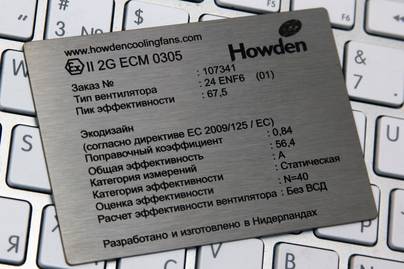 www.howdencoolingfans.com
Howden
Ex II 2G ECM 0305
Заказ № : 107341
Тип вентилятора : 24 ENF6 (01)
Пик эффективности : 67,5
Экодизайн
(согласно директиве ЕС 2009/125 / ЕС)
Поправочный коэффициент : 0,84
Общая эффективность : 56,4
Категория измерений : A
Категория эффективности : Статическая
Оценка эффективности : N=40
Расчет эффективности вентилятора : Без ВСД
Разработано и изготовлено в Нидерландах
Я